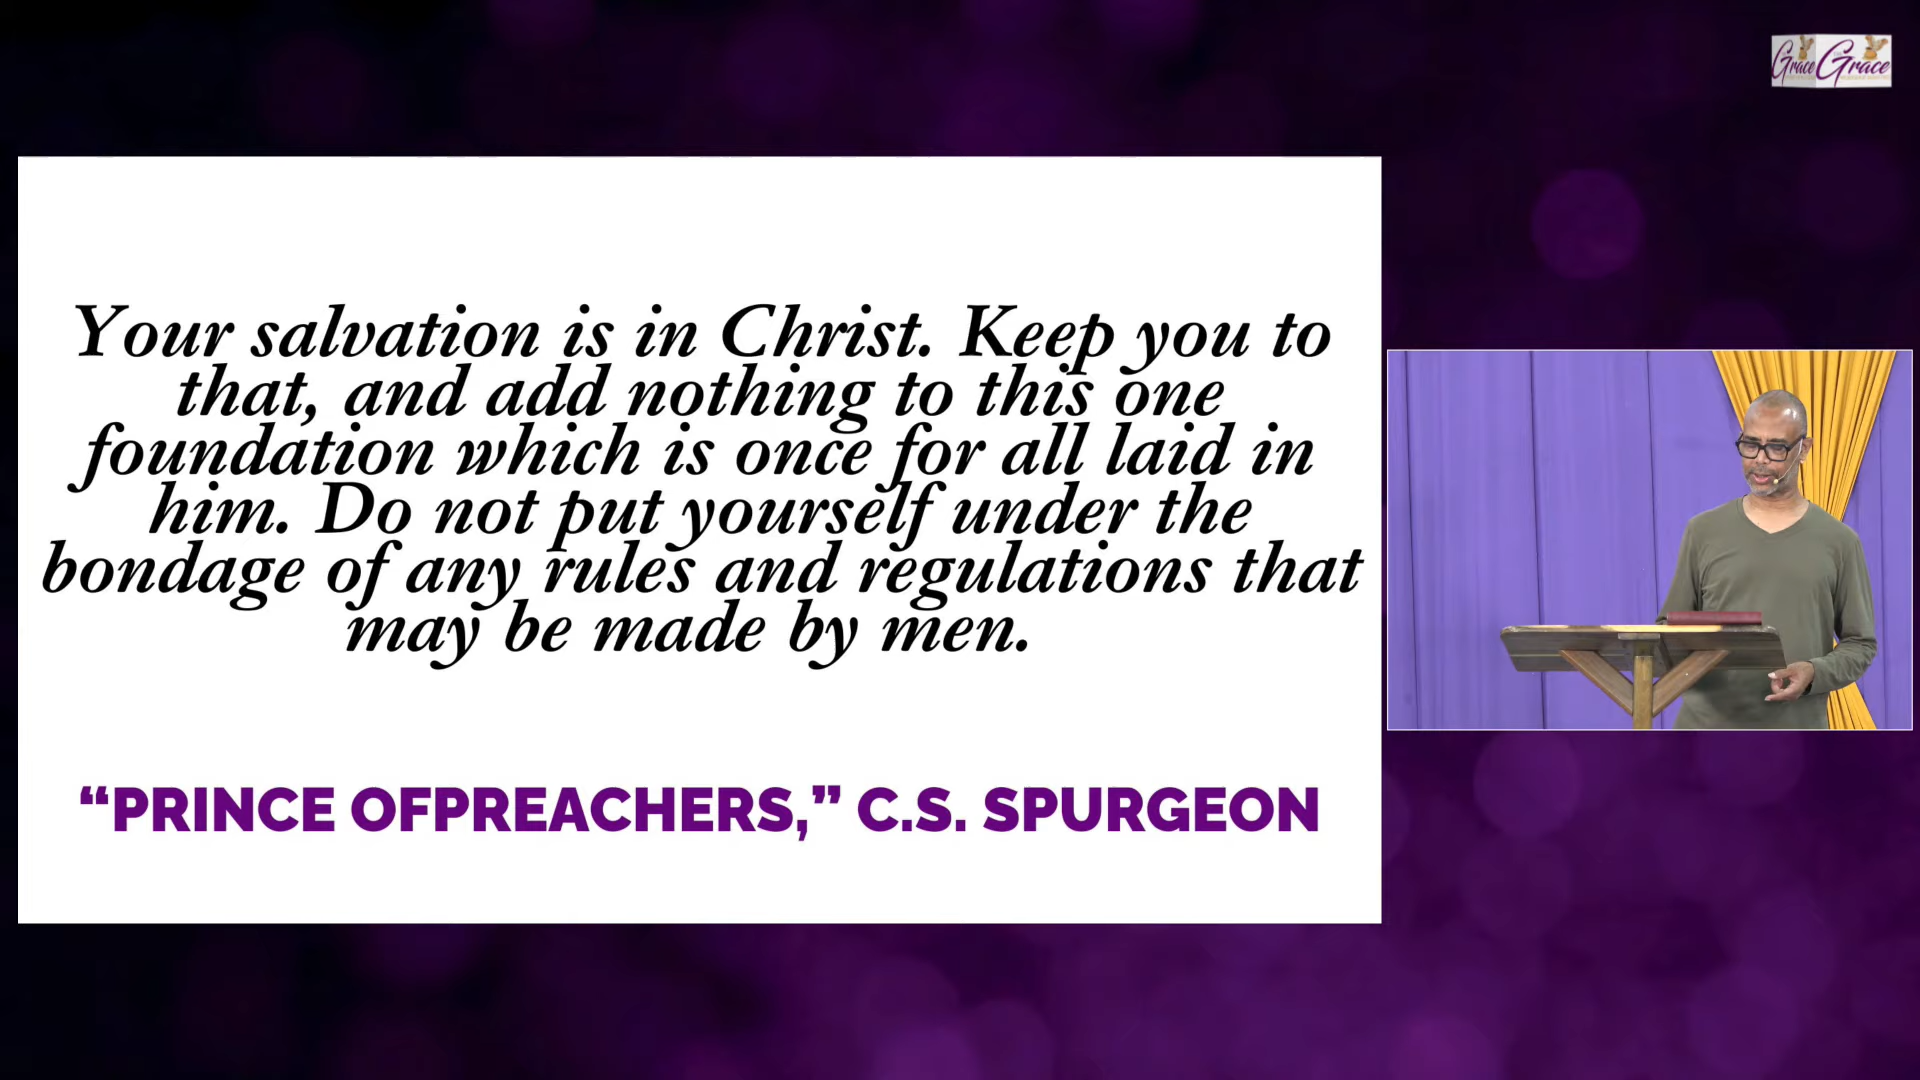 Grace Grace
Your salvation is in Christ. Keep you to
that, and add nothing to this one
foundation which is once for all laid in
him. Do not put yourself under the
bondage of any rules and regulations that
may be made by men.
“PRINCE OFPREACHERS,” C.S. SPURGEON